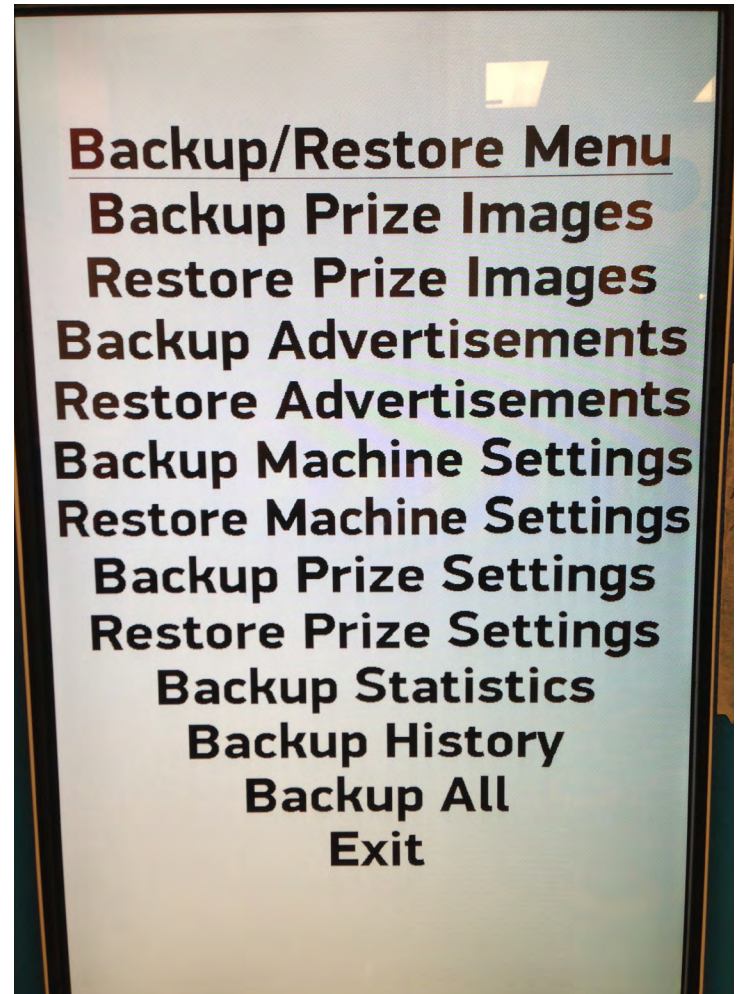 Backup/Restore Menu
Backup Prize Images
Restore Prize Images
Backup Advertisements
Restore Advertisements
Backup Machine Settings
Restore Machine Settings
Backup Prize Settings
Restore Prize Settings
Backup Statistics
Backup History
Backup All
Exit